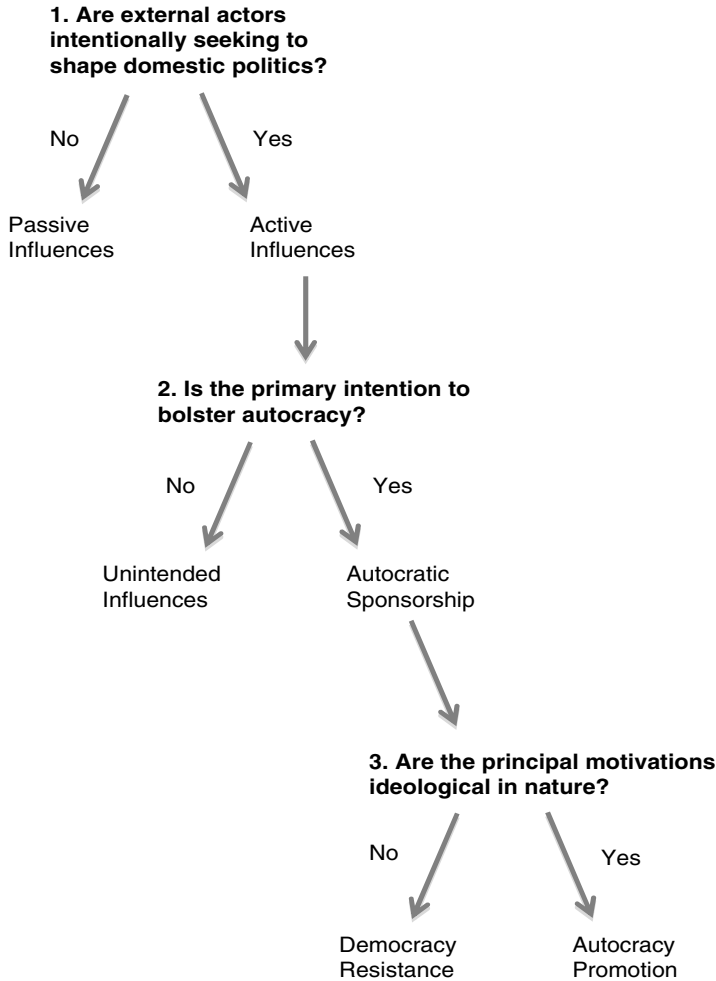 1. Are external actors
intentionally seeking to
shape domestic politics?
No
Yes
Passive
Influences
Active
Influences
2. Is the primary intention to
bolster autocracy?
No
Yes
Unintended
Influences
Autocratic
Sponsorship
3. Are the principal motivations
ideological in nature?
No
Yes
Democracy
Resistance
Autocracy
Promotion